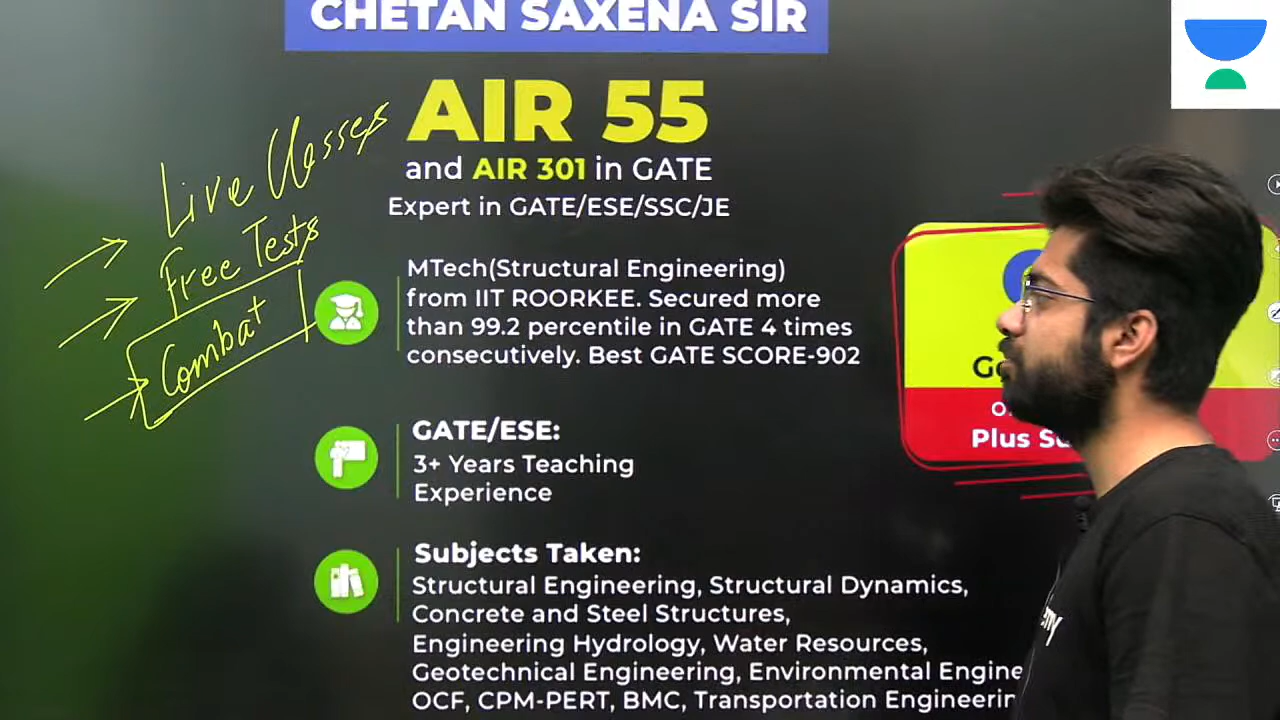 CHETAN SAXENA SIR
AIR 55
and AIR 301 in GATE
Expert in GATE/ESE/SSC/JE
Live Classes
Free Tests
Combat
MTech(Structural Engineering)
from IIT ROORKEE. Secured more
than 99.2 percentile in GATE 4 times
consecutively. Best GATE SCORE-902
GATE/ESE:
3+ Years Teaching
Experience
Subjects Taken:
Structural Engineering, Structural Dynamics,
Concrete and Steel Structures,
Engineering Hydrology, Water Resources,
Geotechnical Engineering, Environmental Engine
OCF, CPM-PERT, BMC, Transportation Engineerin
Plus